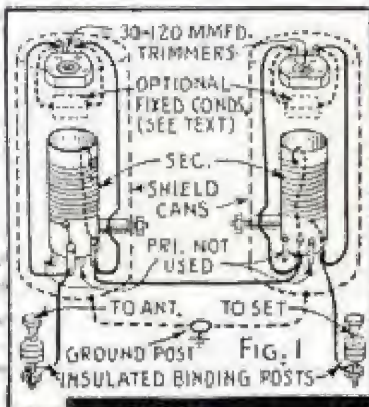 30-120 MMFD.
TRIMMERS
OPTIONAL
FIXED CONDS.
(SEE TEXT)
SEC.
SHIELD
CANS
PRI. NOT
USED
TO ANT. TO SET
GROUND POST FIG. 1
INSULATED BINDING POSTS